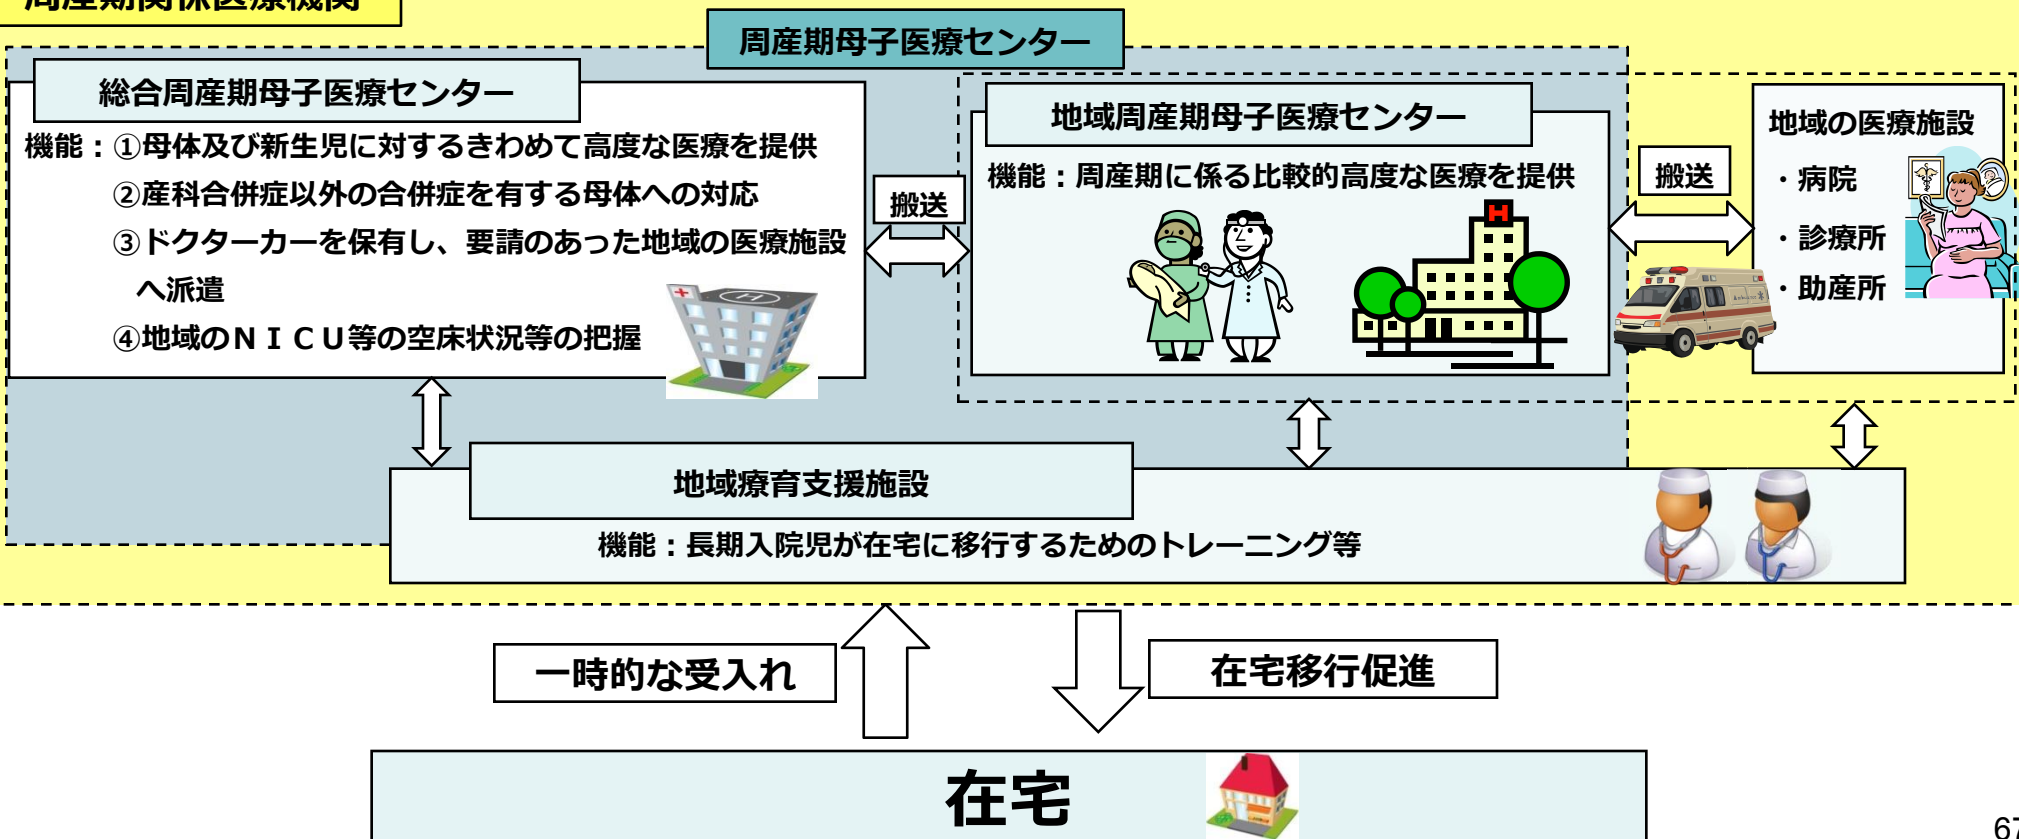 周産期関係医療機関
周産期母子医療センター
総合周産期母子医療センター
機能：①母体及び新生児に対するきわめて高度な医療を提供
②産科合併症以外の合併症を有する母体への対応
③ドクターカーを保有し、要請のあった地域の医療施設
へ派遣
④地域のＮＩＣＵ等の空床状況等の把握
搬送
地域周産期母子医療センター
機能：周産期に係る比較的高度な医療を提供
H
搬送
地域の医療施設
・病院
・診療所
・助産所
地域療育支援施設
機能：長期入院児が在宅に移行するためのトレーニング等
一時的な受入れ
在宅移行促進
在宅
67